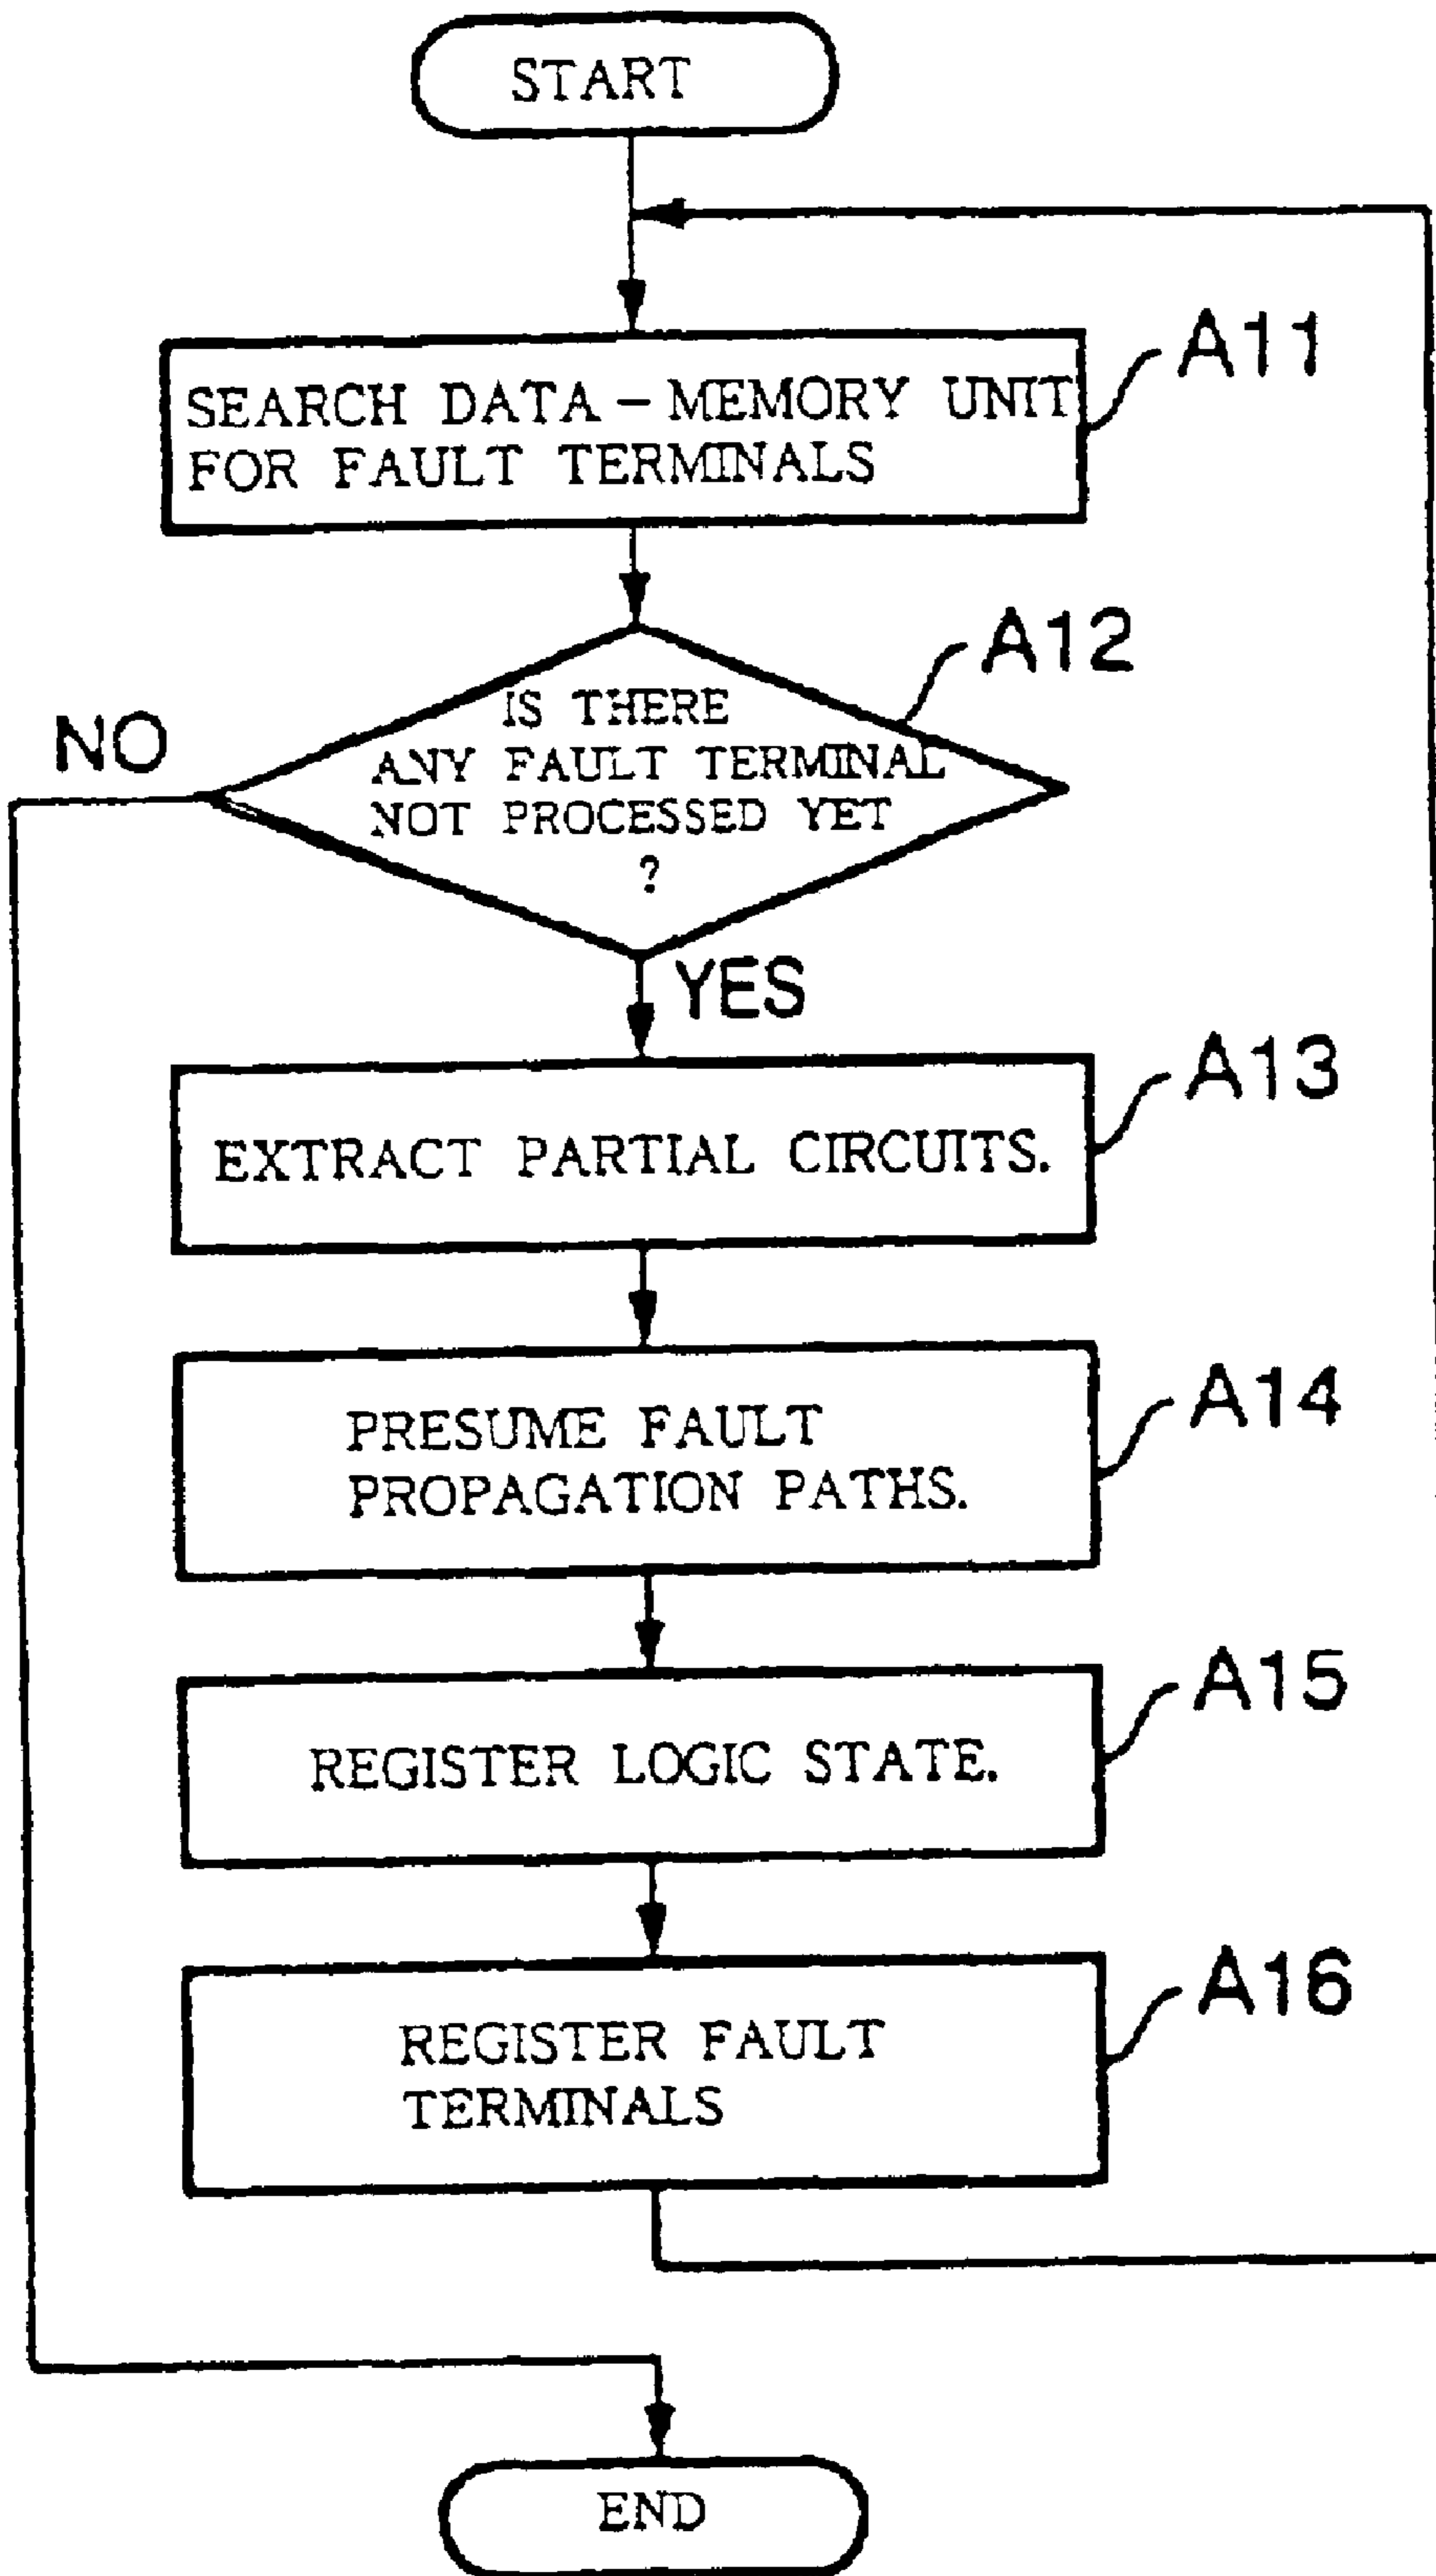 START
A11
SEARCH DATA - MEMORY UNIT
FOR FAULT TERMINALS
A12
NO
IS THERE
ANY FAULT TERMINAL
NOT PROCESSED YET
?
YES
A13
EXTRACT PARTIAL CIRCUITS.
A14
PRESUME FAULT
PROPAGATION PATHS.
A15
REGISTER LOGIC STATE.
A16
REGISTER FAULT
TERMINALS
END